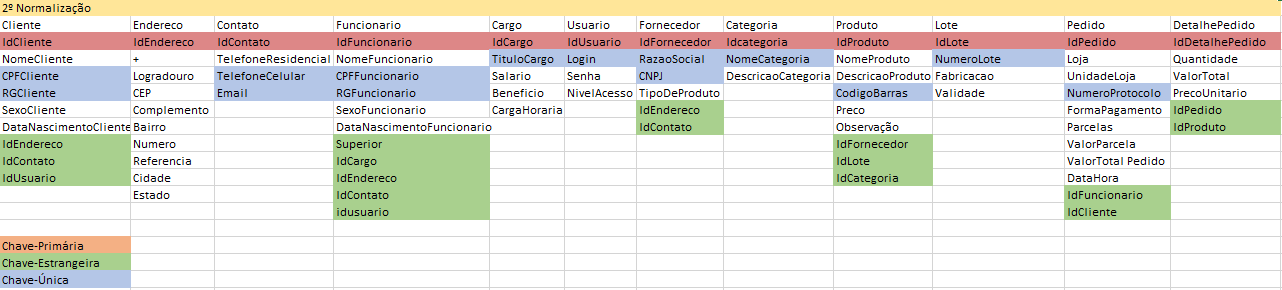 2º Normalização
Cliente Endereco Contato Funcionario Cargo Usuario Fornecedor Categoria Produto Lote Pedido DetalhePedido
IdCliente IdEndereco IdContato IdFuncionario IdCargo IdUsuario IdFornecedor Idcategoria IdProduto IdLote IdPedido IdDetalhePedido
NomeCliente + TelefoneResidencial NomeFuncionario TituloCargo Login RazaoSocial NomeCategoria NomeProduto NumeroLote Loja Quantidade
CPFCliente Logradouro TelefoneCelular CPFFuncionario Salario Senha CNPJ DescricaoCategoria DescricaoProduto Fabricacao UnidadeLoja ValorTotal
RGCliente CEP Email RGFuncionario Beneficio NivelAcesso TipoDeProduto CodigoBarras Validade NumeroProtocolo PrecoUnitario
SexoCliente Complemento SexoFuncionario CargaHoraria IdEndereco Preco FormaPagamento IdPedido
DataNascimentoCliente Bairro DataNascimentoFuncionario IdContato Observação Parcelas IdProduto
IdEndereco Numero Superior IdFornecedor ValorParcela
IdContato Referencia IdCargo IdLote ValorTotal Pedido
IdUsuario Cidade IdEndereco IdCategoria DataHora
Estado IdContato IdFuncionario
idusuario IdCliente
Chave-Primária
Chave-Estrangeira
Chave-Única